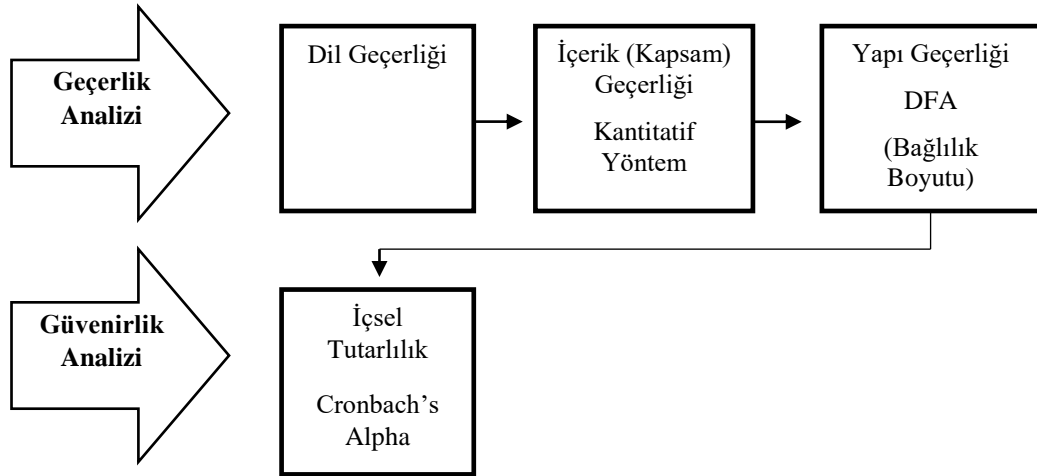 Geçerlik
Analizi
Dil Geçerliği
İçerik (Kapsam)
Geçerliği
Kantitatif
Yöntem
Yapı Geçerliği
DFA
(Bağlılık
Boyutu)
Güvenirlik
Analizi
İçsel
Tutarlılık
Cronbach’s
Alpha